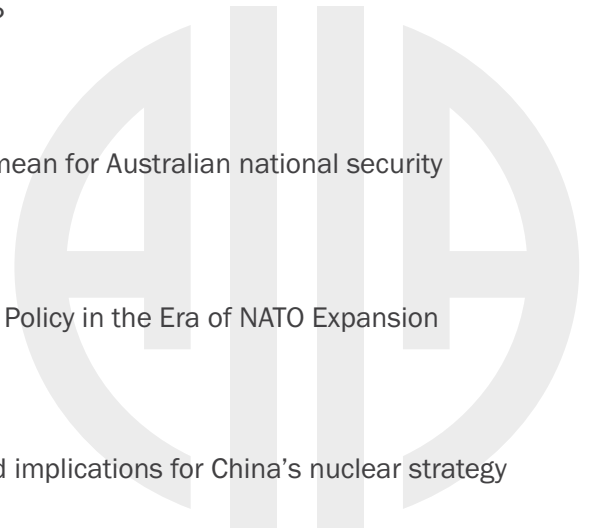 mean for Australian national security
Policy in the Era of NATO Expansion
implications for China's nuclear strategy